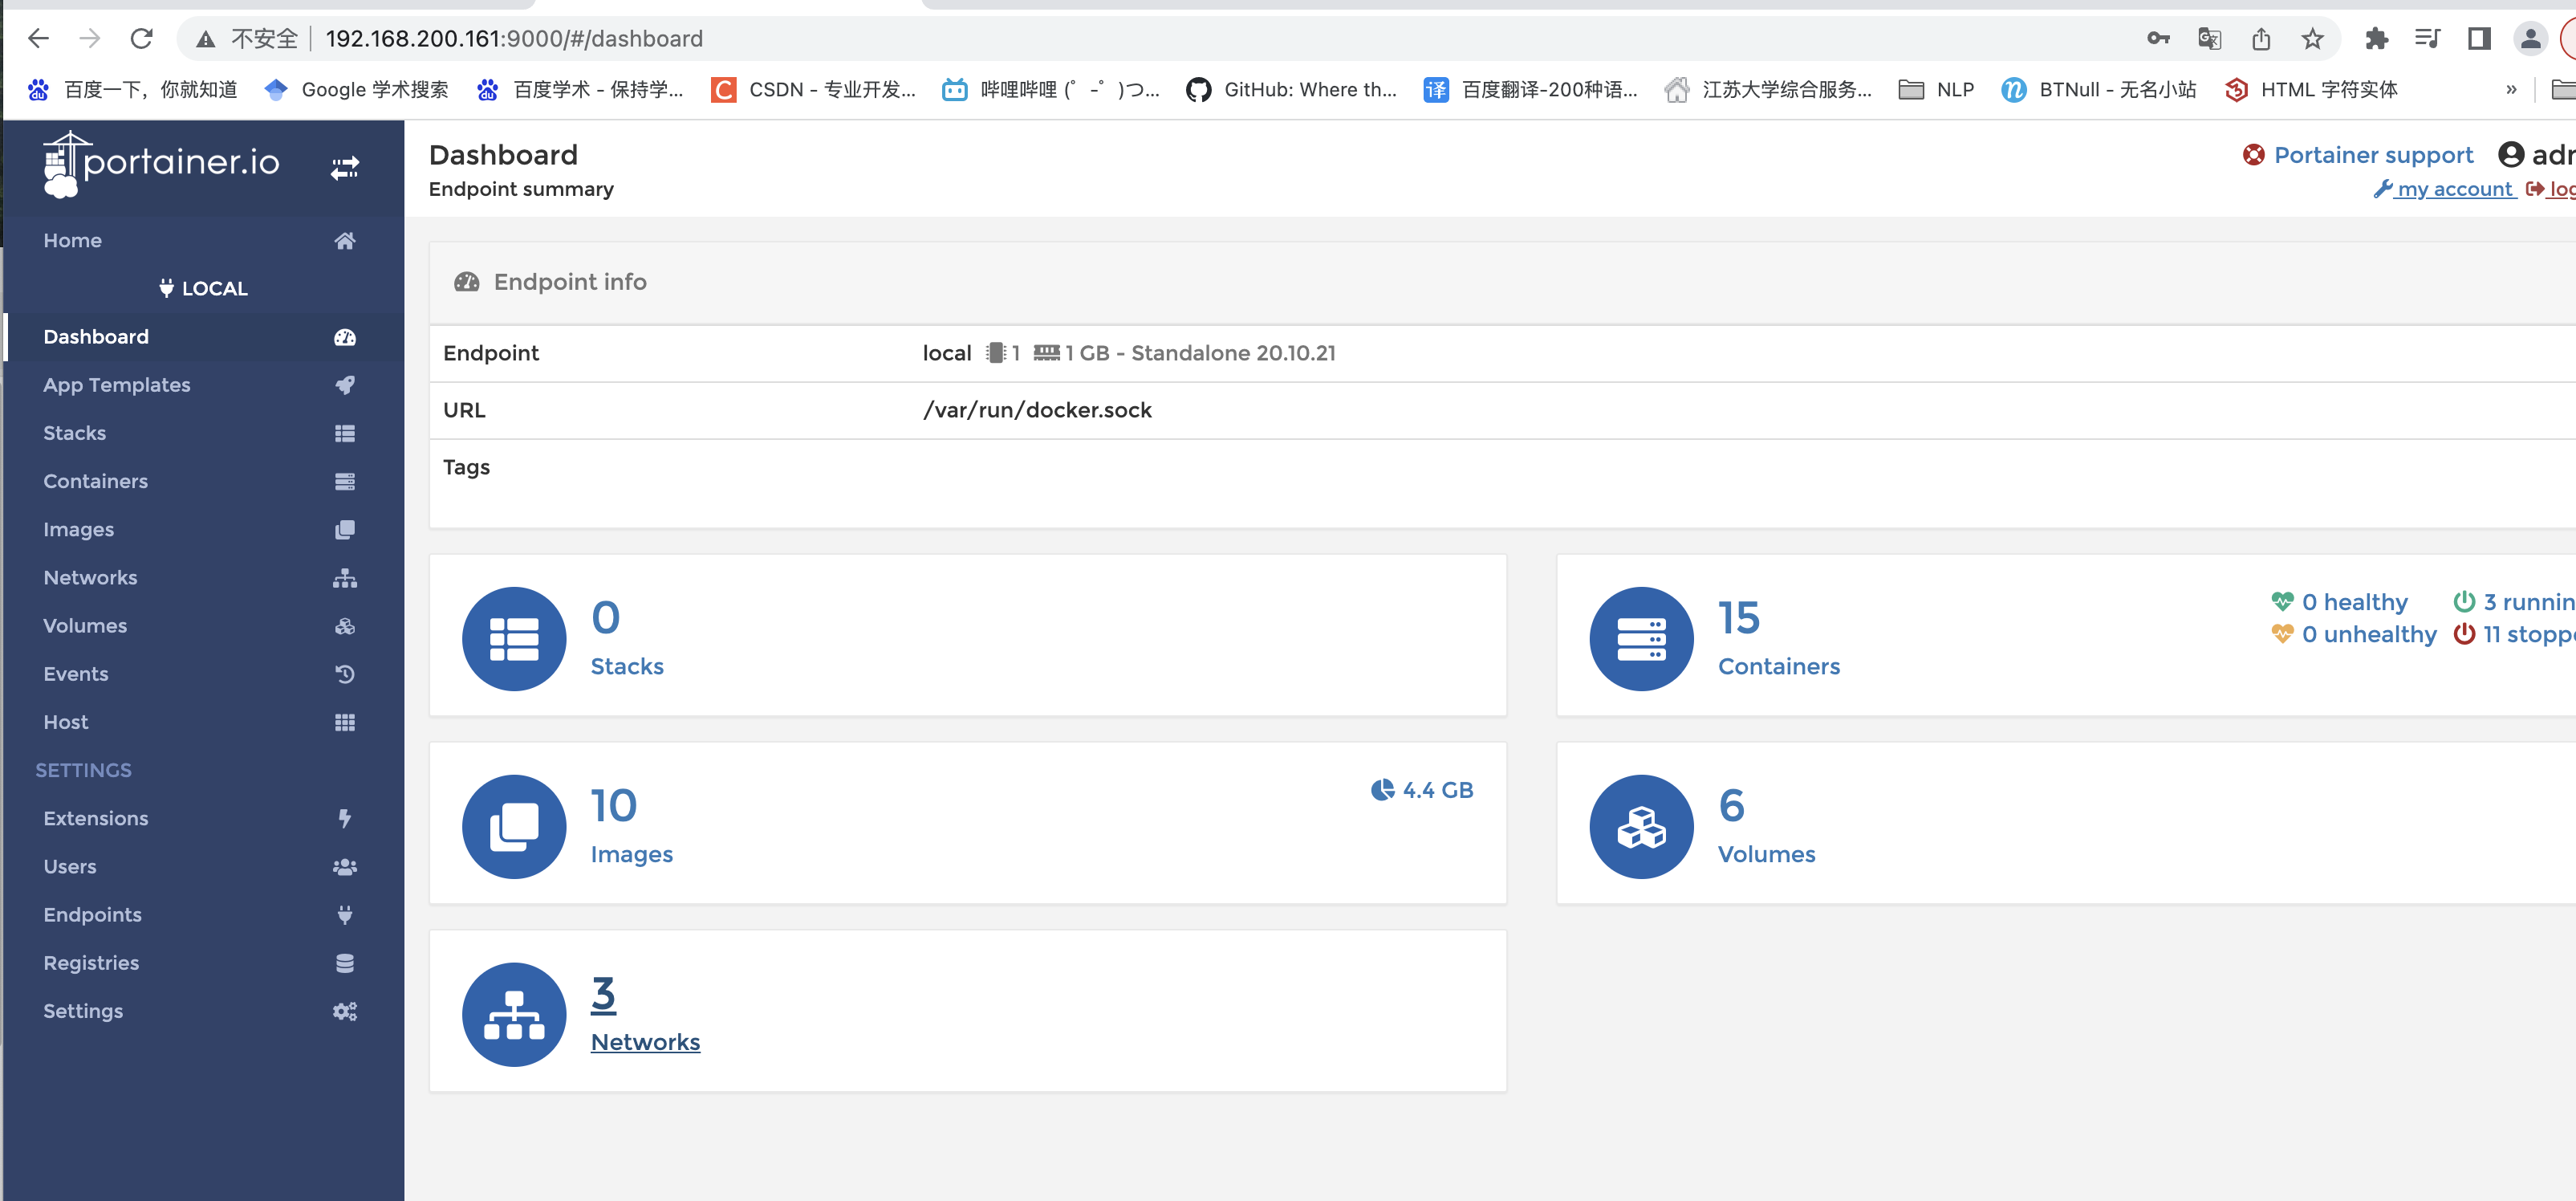 不安全 192.168.200.161:9000/#/dashboard
百度一下，你就知道 Google 学术搜索 百度学术 - 保持学... CSDN - 专业开发... 哔哩哔哩 (゜-゜)つ... GitHub: Where th... 百度翻译-200种语... 江苏大学综合服务... NLP BTNull - 无名小站 HTML 字符实体 »
portainer.io
Home
LOCAL
Dashboard
App Templates
Stacks
Containers
Images
Networks
Volumes
Events
Host
SETTINGS
Extensions
Users
Endpoints
Registries
Settings
Dashboard
Endpoint summary
Portainer support adr
my account log
Endpoint info
Endpoint local 1 1 GB - Standalone 20.10.21
URL /var/run/docker.sock
Tags
0
Stacks
15
Containers
0 healthy 3 runnin
0 unhealthy 11 stoppe
10
Images
4.4 GB
6
Volumes
3
Networks